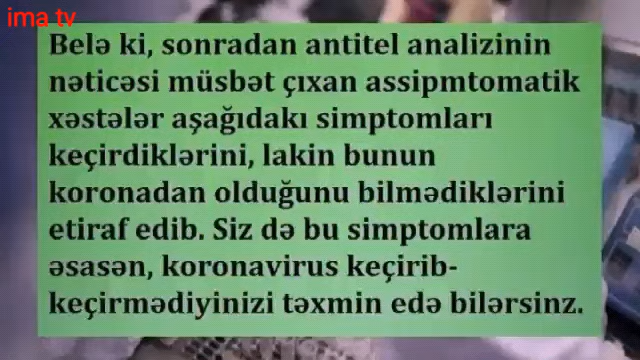 ima tv
Belə ki, sonradan antitel analizinin
nəticəsi müsbət çıxan assipmtomatik
xəstələr aşağıdakı simptomları
keçirdiklərini, lakin bunun
koronadan olduğunu bilmədiklərini
etiraf edib. Siz də bu simptomlara
əsasən, koronavirus keçirib-
keçirmədiyinizi təxmin edə bilərsinz.